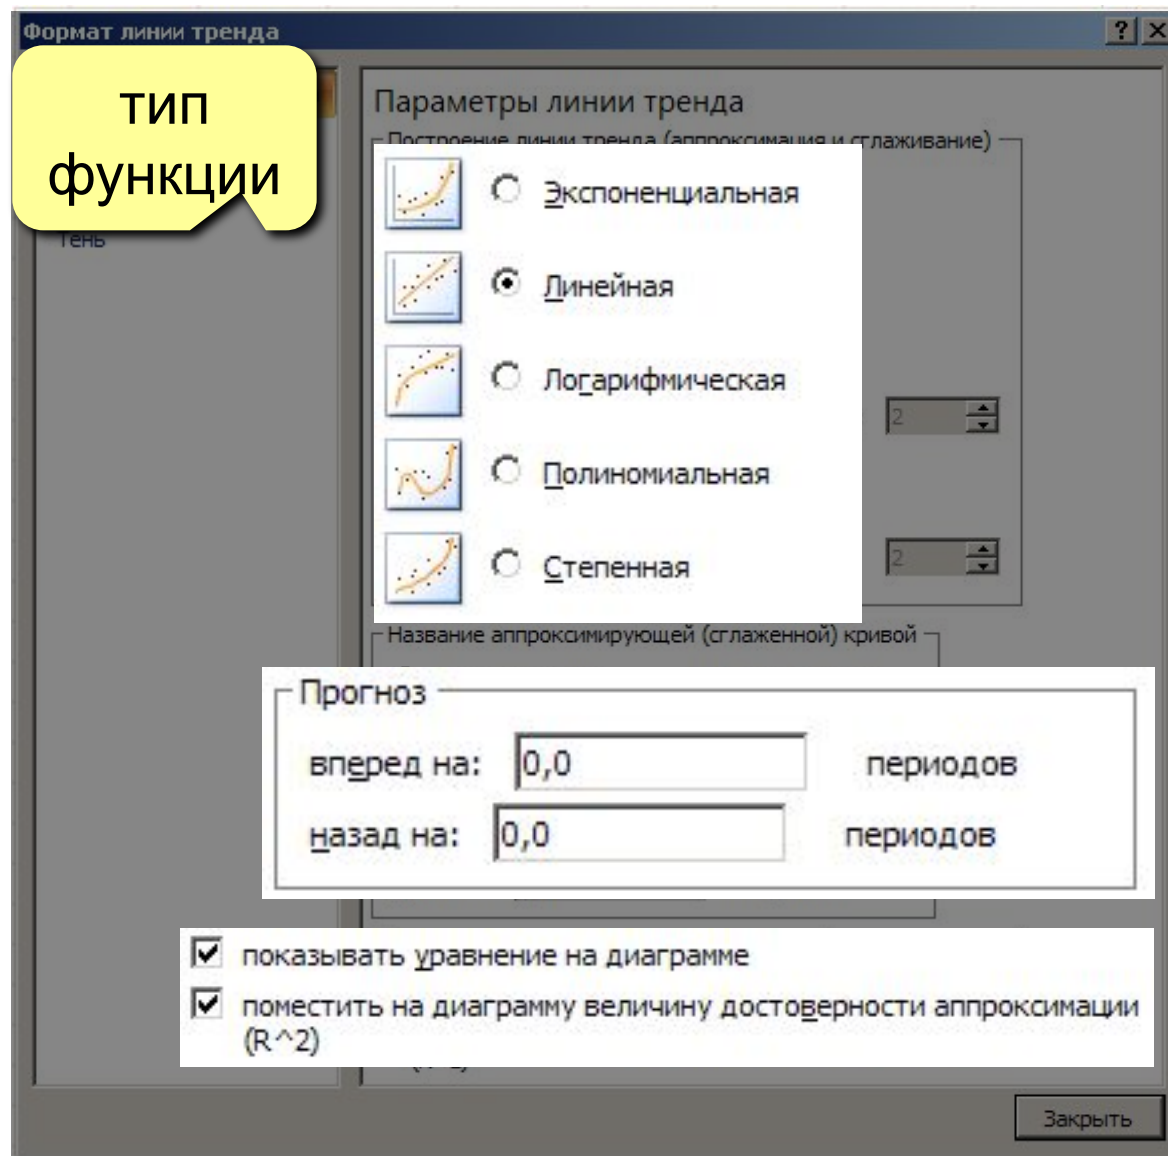 Формат линии тренда
тип
функции
Тень
Параметры линии тренда
Построение линии тренда (аппроксимация и сглаживание)
Экспоненциальная
Линейная
Логарифмическая
2
Полиномиальная
Степенная
2
Название аппроксимирующей (сглаженной) кривой
Прогноз
вперед на: 0,0 периодов
назад на: 0,0 периодов
показывать уравнение на диаграмме
поместить на диаграмму величину достоверности аппроксимации
(R^2)
Закрыть